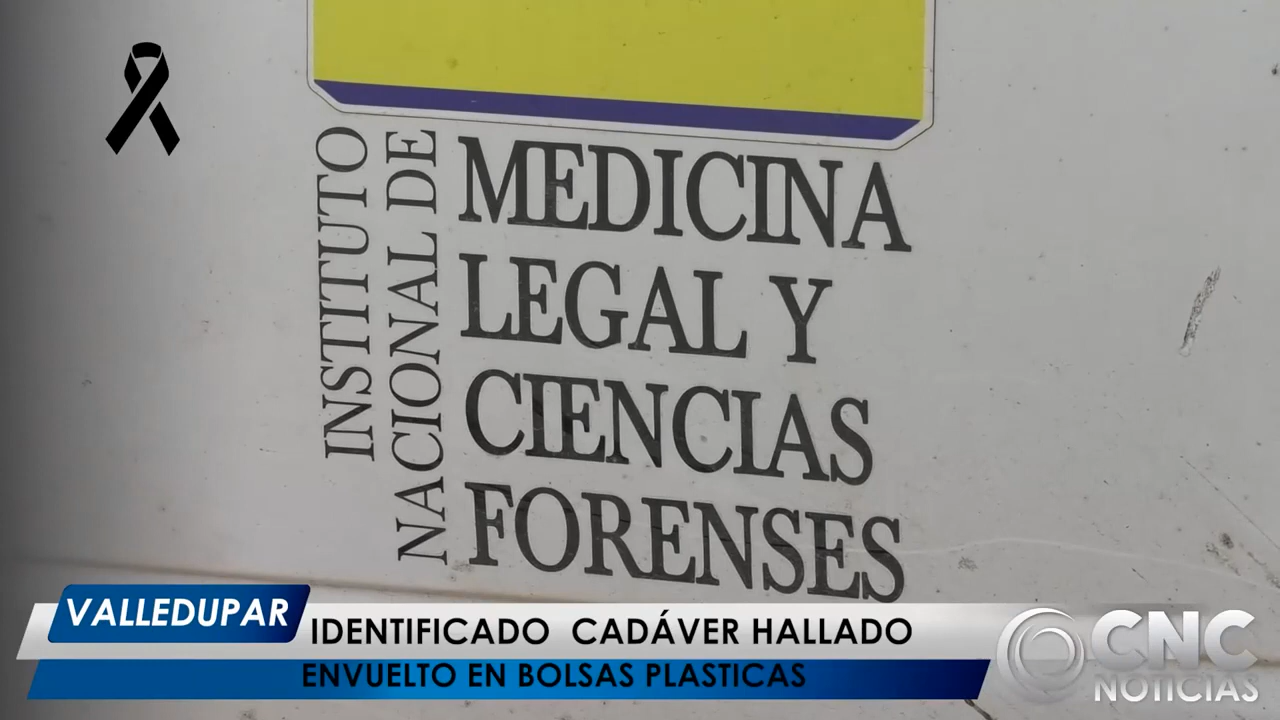 INSTITUTO
NACIONAL DE
MEDICINA
LEGAL Y
CIENCIAS
FORENSES
VALLEDUPAR
IDENTIFICADO CADÁVER HALLADO
ENVUELTO EN BOLSAS PLASTICAS
CNC
NOTICIAS